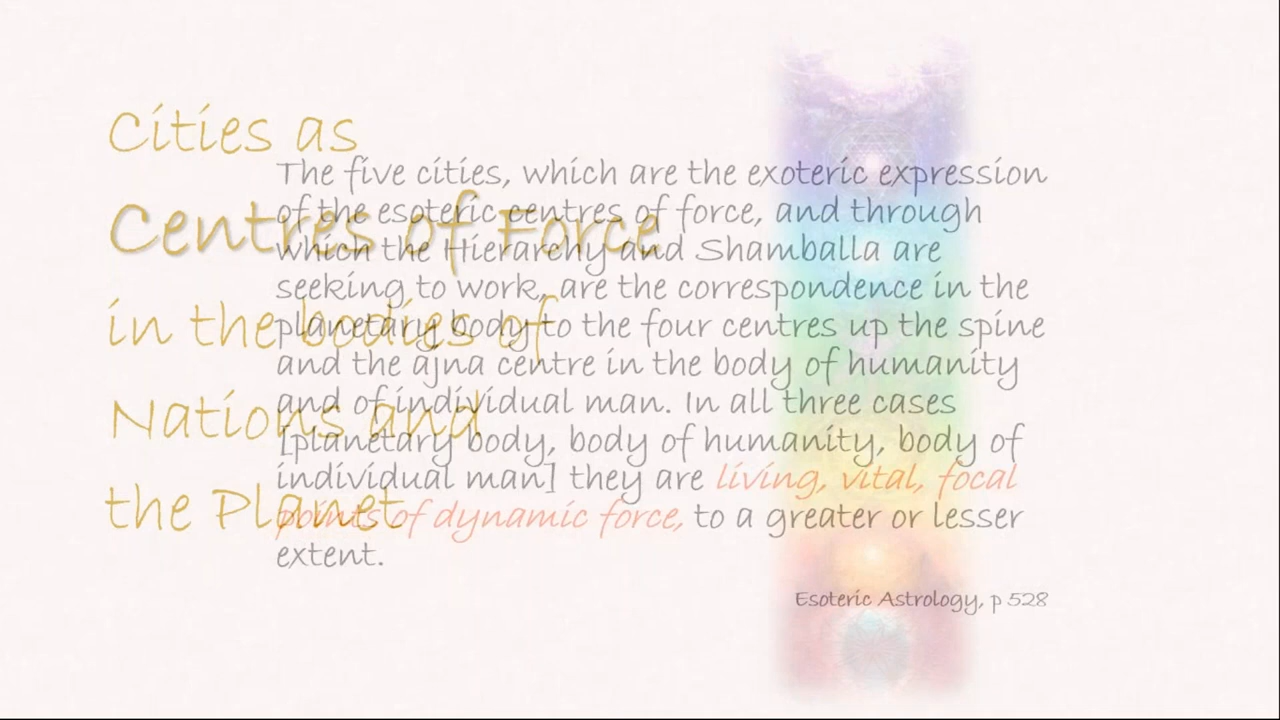 Cities as
Centres of Force
in the bodies of
Nations and
the Planet
The five cities, which are the exoteric expression
of the esoteric centres of force, and through
which the Hierarchy and Shamballa are
seeking to work, are the correspondence in the
planetary body to the four centres up the spine
and the ajna centre in the body of humanity
and of individual man. In all three cases
[planetary body, body of humanity, body of
individual man] they are living, vital, focal
points of dynamic force, to a greater or lesser
extent.
Esoteric Astrology, p 528